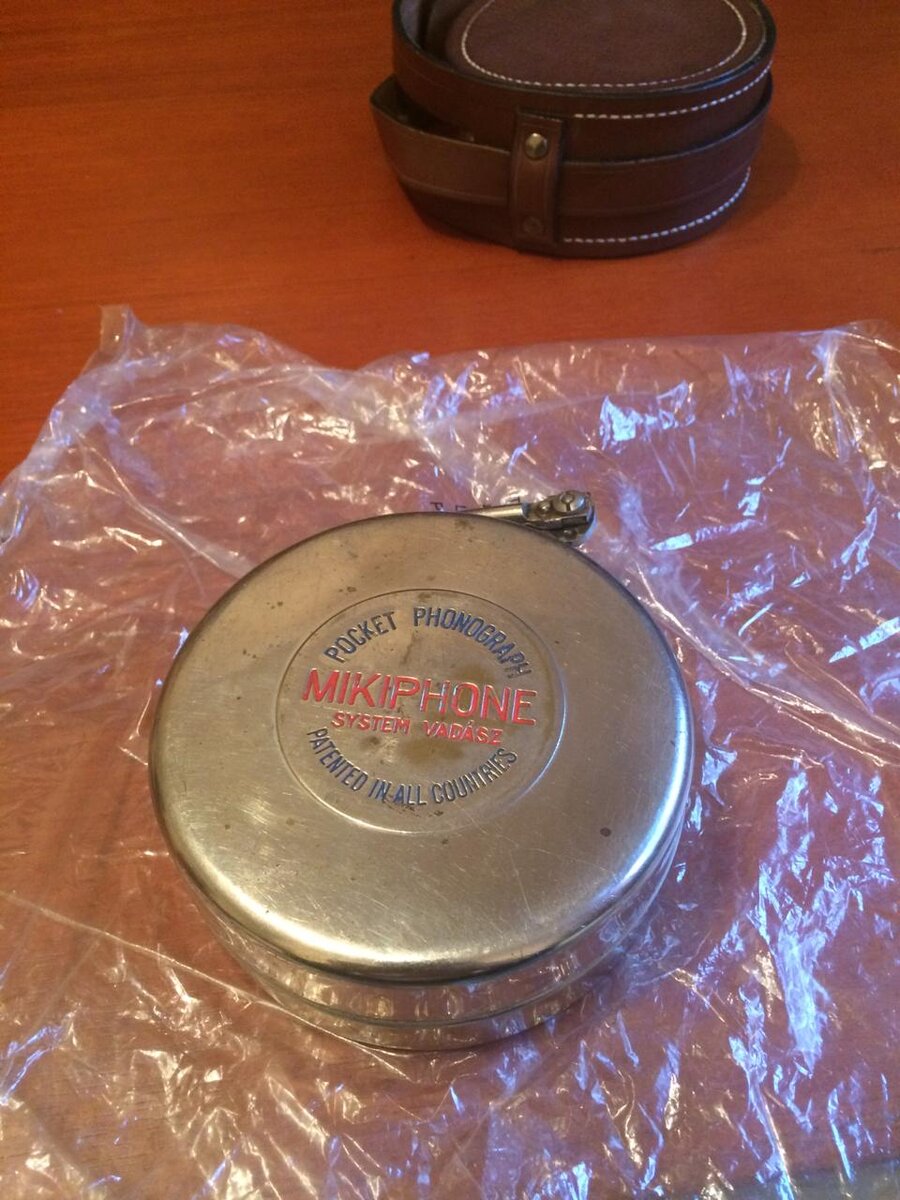 POCKET PHONOGRAPH
MIKIPHONE
SYSTEM VADÁSZ
PATENTED IN ALL COUNTRIES